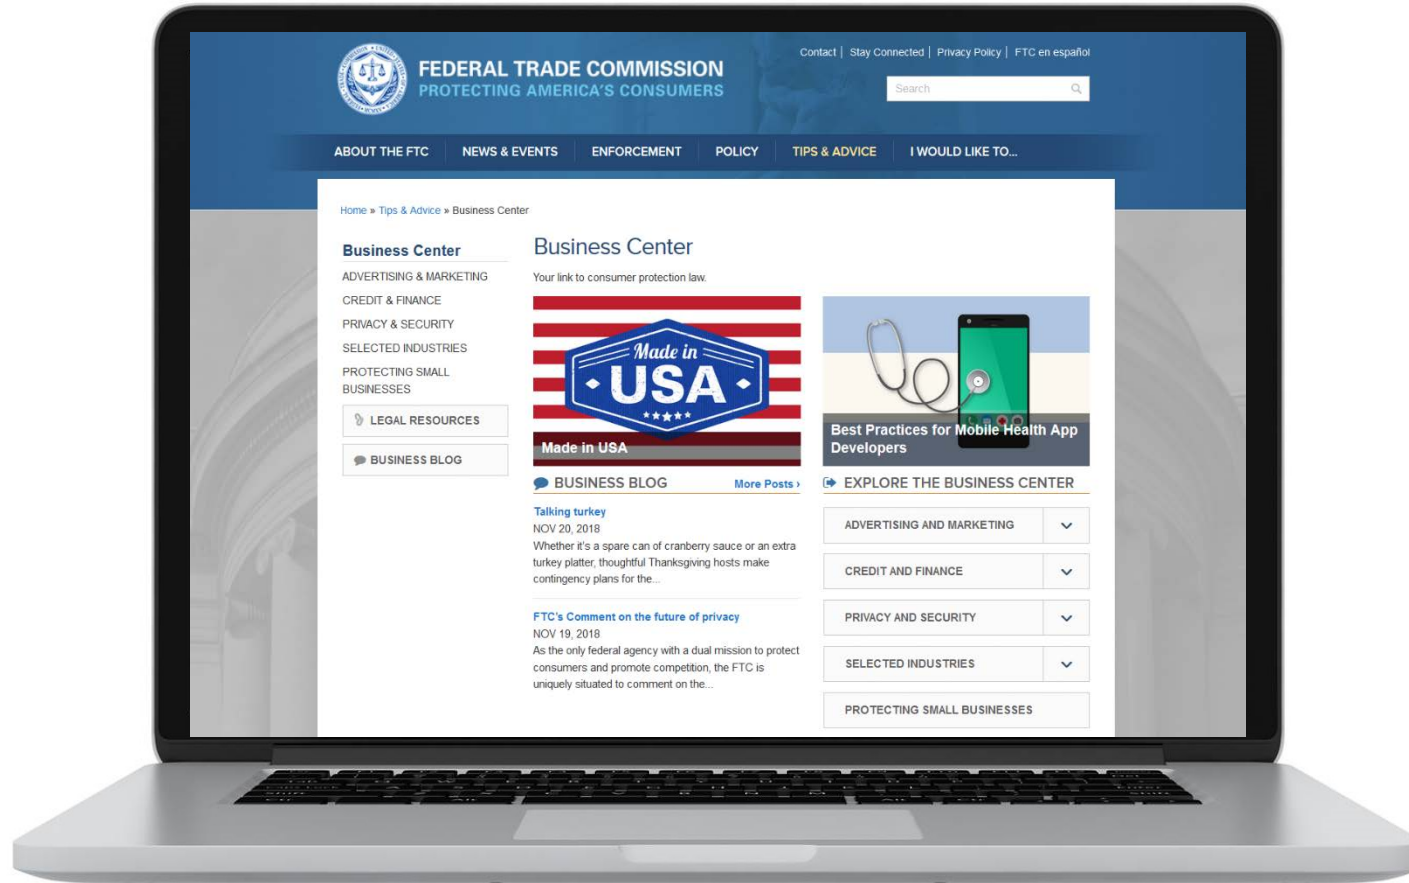 FEDERAL TRADE COMMISSION
PROTECTING AMERICA'S CONSUMERS
Contact | Stay Connected | Privacy Policy | FTC en español
Search
ABOUT THE FTC NEWS & EVENTS ENFORCEMENT POLICY TIPS & ADVICE I WOULD LIKE TO...
Home » Tips & Advice » Business Center
Business Center
ADVERTISING & MARKETING
CREDIT & FINANCE
PRIVACY & SECURITY
SELECTED INDUSTRIES
PROTECTING SMALL
BUSINESSES
LEGAL RESOURCES
BUSINESS BLOG
Business Center
Your link to consumer protection law.
Made in
USA
Made in USA
Best Practices for Mobile Health App
Developers
BUSINESS BLOG More Posts ›
Talking turkey
NOV 20, 2018
Whether it's a spare can of cranberry sauce or an extra
turkey platter, thoughtful Thanksgiving hosts make
contingency plans for the...
FTC's Comment on the future of privacy
NOV 19, 2018
As the only federal agency with a dual mission to protect
consumers and promote competition, the FTC is
uniquely situated to comment on the...
EXPLORE THE BUSINESS CENTER
ADVERTISING AND MARKETING
CREDIT AND FINANCE
PRIVACY AND SECURITY
SELECTED INDUSTRIES
PROTECTING SMALL BUSINESSES